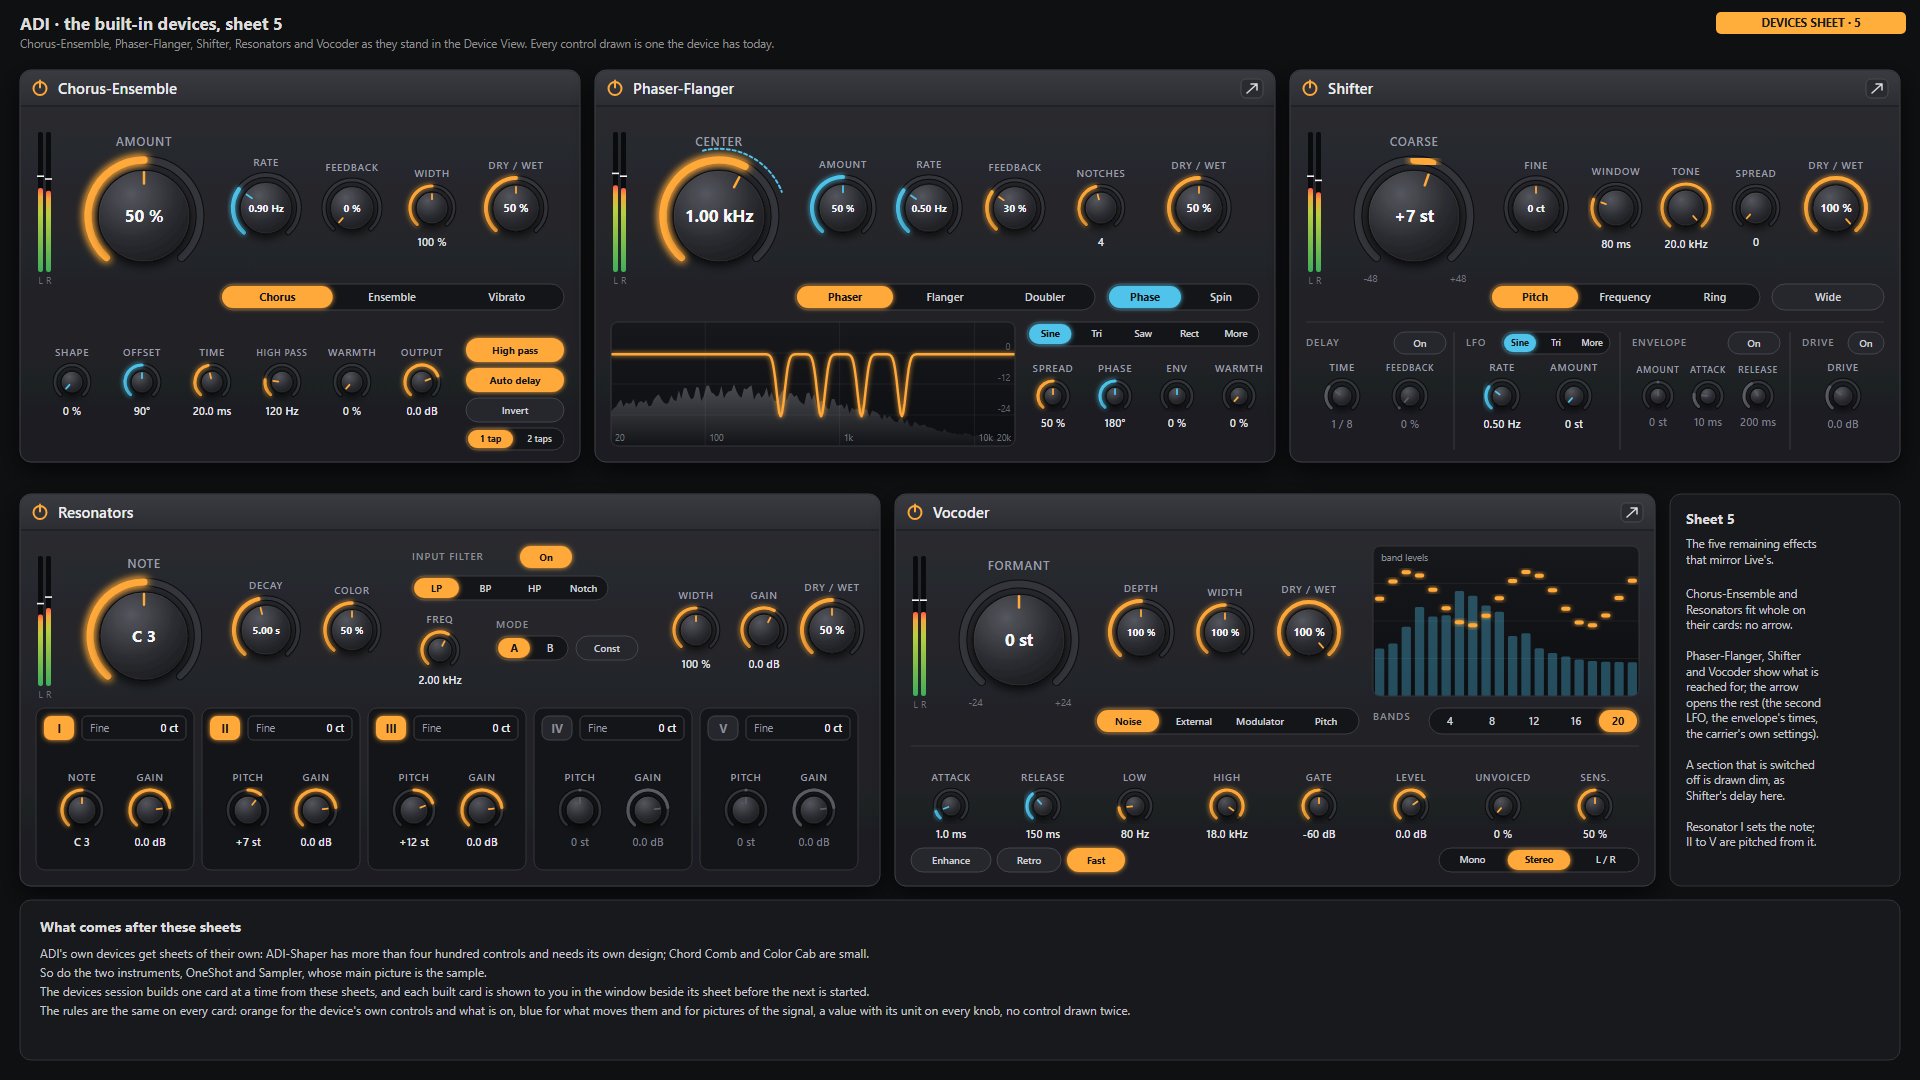 ADI · the built-in devices, sheet 5
Chorus-Ensemble, Phaser-Flanger, Shifter, Resonators and Vocoder as they stand in the Device View. Every control drawn is one the device has today.
DEVICES SHEET · 5
Chorus-Ensemble
AMOUNT
RATE
FEEDBACK
WIDTH
DRY / WET
50 %
0.90 Hz
0 %
100 %
50 %
L R
Chorus
Ensemble
Vibrato
SHAPE
OFFSET
TIME
HIGH PASS
WARMTH
OUTPUT
0 %
90°
20.0 ms
120 Hz
0 %
0.0 dB
High pass
Auto delay
Invert
1 tap
2 taps
Phaser-Flanger
CENTER
AMOUNT
RATE
FEEDBACK
NOTCHES
DRY / WET
1.00 kHz
50 %
0.50 Hz
30 %
4
50 %
L R
Phaser
Flanger
Doubler
Phase
Spin
0
-12
-24
20
100
1k
10k
20k
Sine
Tri
Saw
Rect
More
SPREAD
PHASE
ENV
WARMTH
50 %
180°
0 %
0 %
Shifter
COARSE
FINE
WINDOW
TONE
SPREAD
DRY / WET
+7 st
0 ct
80 ms
20.0 kHz
0
100 %
-48
+48
L R
Pitch
Frequency
Ring
Wide
DELAY
On
TIME
FEEDBACK
1 / 8
0 %
LFO
Sine
Tri
More
RATE
AMOUNT
0.50 Hz
0 st
ENVELOPE
On
AMOUNT
ATTACK
RELEASE
0 st
10 ms
200 ms
DRIVE
On
DRIVE
0.0 dB
Resonators
NOTE
DECAY
COLOR
C 3
5.00 s
50 %
L R
INPUT FILTER
On
LP
BP
HP
Notch
FREQ
2.00 kHz
MODE
A
B
Const
WIDTH
GAIN
DRY / WET
100 %
0.0 dB
50 %
I
Fine
0 ct
NOTE
GAIN
C 3
0.0 dB
II
Fine
0 ct
PITCH
GAIN
+7 st
0.0 dB
III
Fine
0 ct
PITCH
GAIN
+12 st
0.0 dB
IV
Fine
0 ct
PITCH
GAIN
0 st
0.0 dB
V
Fine
0 ct
PITCH
GAIN
0 st
0.0 dB
Vocoder
FORMANT
DEPTH
WIDTH
DRY / WET
0 st
100 %
100 %
100 %
-24
+24
L R
band levels
Noise
External
Modulator
Pitch
BANDS
4
8
12
16
20
ATTACK
RELEASE
LOW
HIGH
GATE
LEVEL
UNVOICED
SENS.
1.0 ms
150 ms
80 Hz
18.0 kHz
-60 dB
0.0 dB
0 %
50 %
Enhance
Retro
Fast
Mono
Stereo
L / R
Sheet 5
The five remaining effects
that mirror Live's.
Chorus-Ensemble and
Resonators fit whole on
their cards: no arrow.
Phaser-Flanger, Shifter
and Vocoder show what is
reached for; the arrow
opens the rest (the second
LFO, the envelope's times,
the carrier's own settings).
A section that is switched
off is drawn dim, as
Shifter's delay here.
Resonator I sets the note;
II to V are pitched from it.
What comes after these sheets
ADI's own devices get sheets of their own: ADI-Shaper has more than four hundred controls and needs its own design; Chord Comb and Color Cab are small.
So do the two instruments, OneShot and Sampler, whose main picture is the sample.
The devices session builds one card at a time from these sheets, and each built card is shown to you in the window beside its sheet before the next is started.
The rules are the same on every card: orange for the device's own controls and what is on, blue for what moves them and for pictures of the signal, a value with its unit on every knob, no control drawn twice.